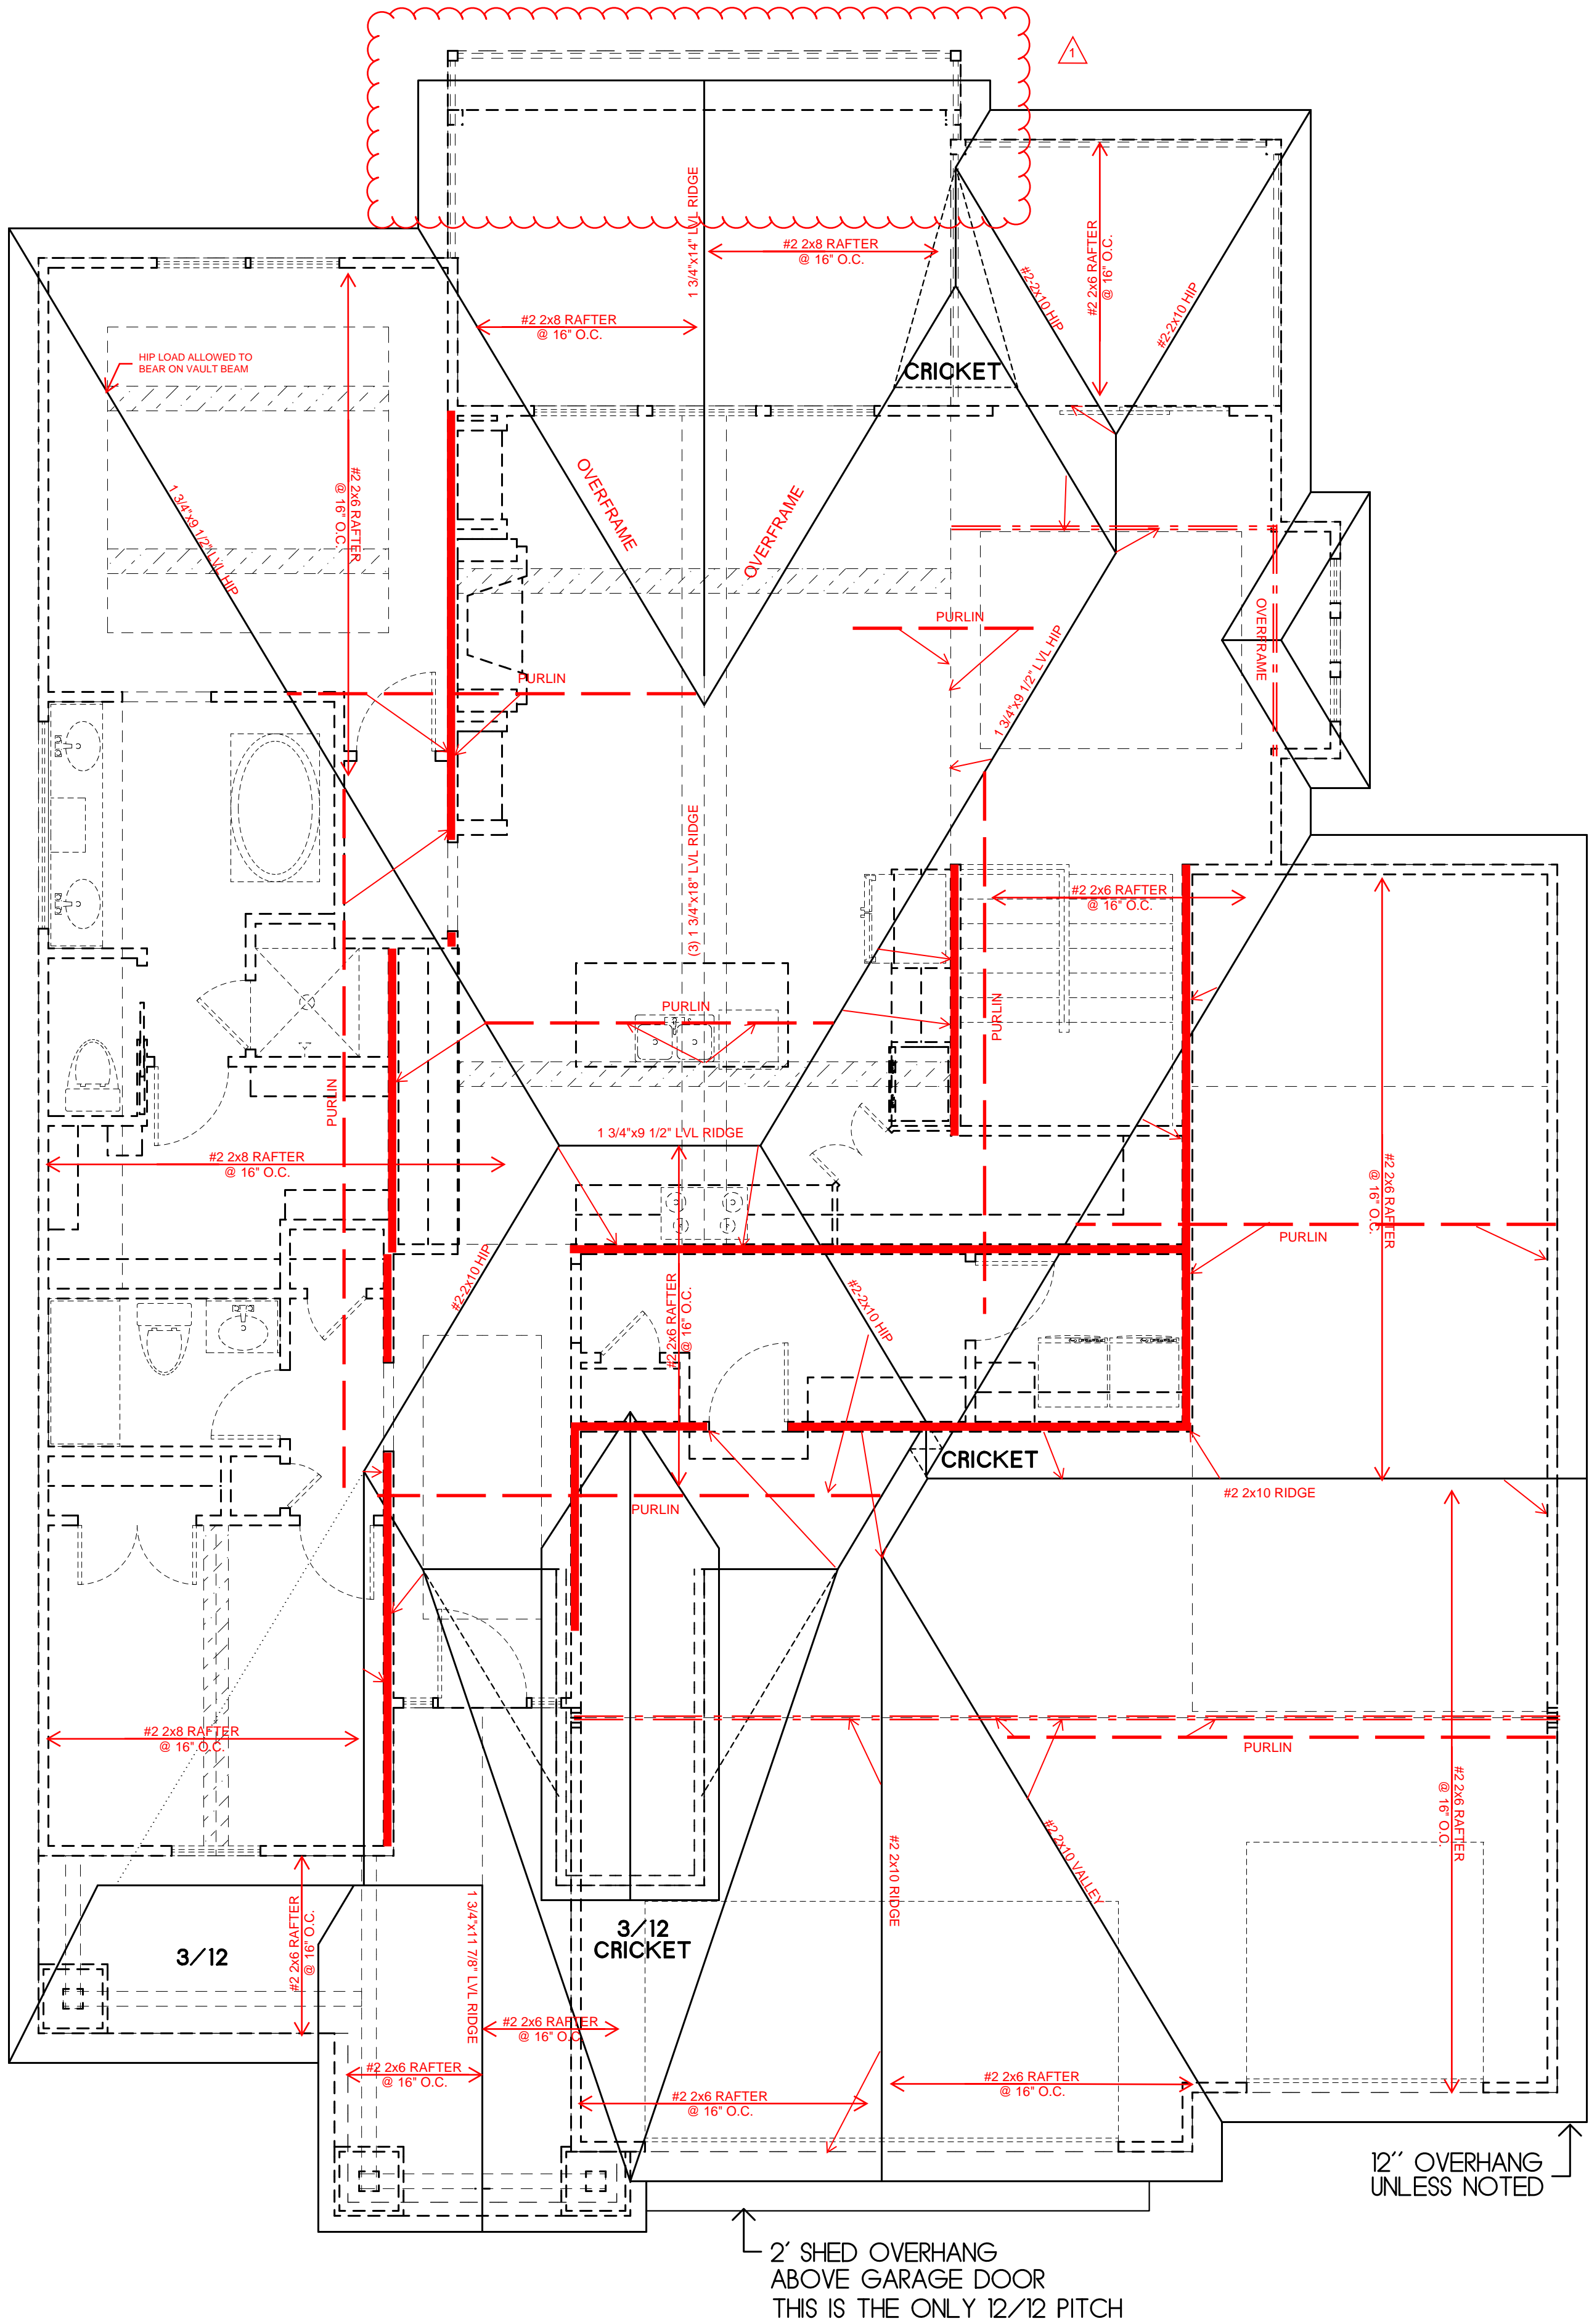 1
1 3/4"x14" LVL RIDGE
#2 2x8 RAFTER
@ 16" O.C.
#2 2x6 RAFTER
@ 16" O.C.
#2-2x10 HIP
#2-2x10 HIP
#2 2x8 RAFTER
@ 16" O.C.
HIP LOAD ALLOWED TO
BEAR ON VAULT BEAM
CRICKET
#2 2x6 RAFTER
@ 16" O.C.
1 3/4"x9 1/2" LVL HIP
OVERFRAME
OVERFRAME
OVERFRAME
PURLIN
1 3/4"x9 1/2" LVL HIP
PURLIN
(3) 1 3/4"x18" LVL RIDGE
#2 2x6 RAFTER
@ 16" O.C.
PURLIN
PURLIN
PURLIN
1 3/4"x9 1/2" LVL RIDGE
#2 2x8 RAFTER
@ 16" O.C.
#2 2x6 RAFTER
@ 16" O.C.
PURLIN
#2-2x10 HIP
#2 2x6 RAFTER
@ 16" O.C.
#2-2x10 HIP
CRICKET
#2 2x10 RIDGE
PURLIN
#2 2x8 RAFTER
@ 16" O.C.
PURLIN
#2 2x6 RAFTER
@ 16" O.C.
#2 2x10 RIDGE
#2 2x10 VALLEY
3/12
#2 2x6 RAFTER
@ 16" O.C.
1 3/4"x11 7/8" LVL RIDGE
3/12
CRICKET
#2 2x6 RAFTER
@ 16" O.C.
#2 2x6 RAFTER
@ 16" O.C.
#2 2x6 RAFTER
@ 16" O.C.
#2 2x6 RAFTER
@ 16" O.C.
12'' OVERHANG
UNLESS NOTED
2' SHED OVERHANG
ABOVE GARAGE DOOR
THIS IS THE ONLY 12/12 PITCH